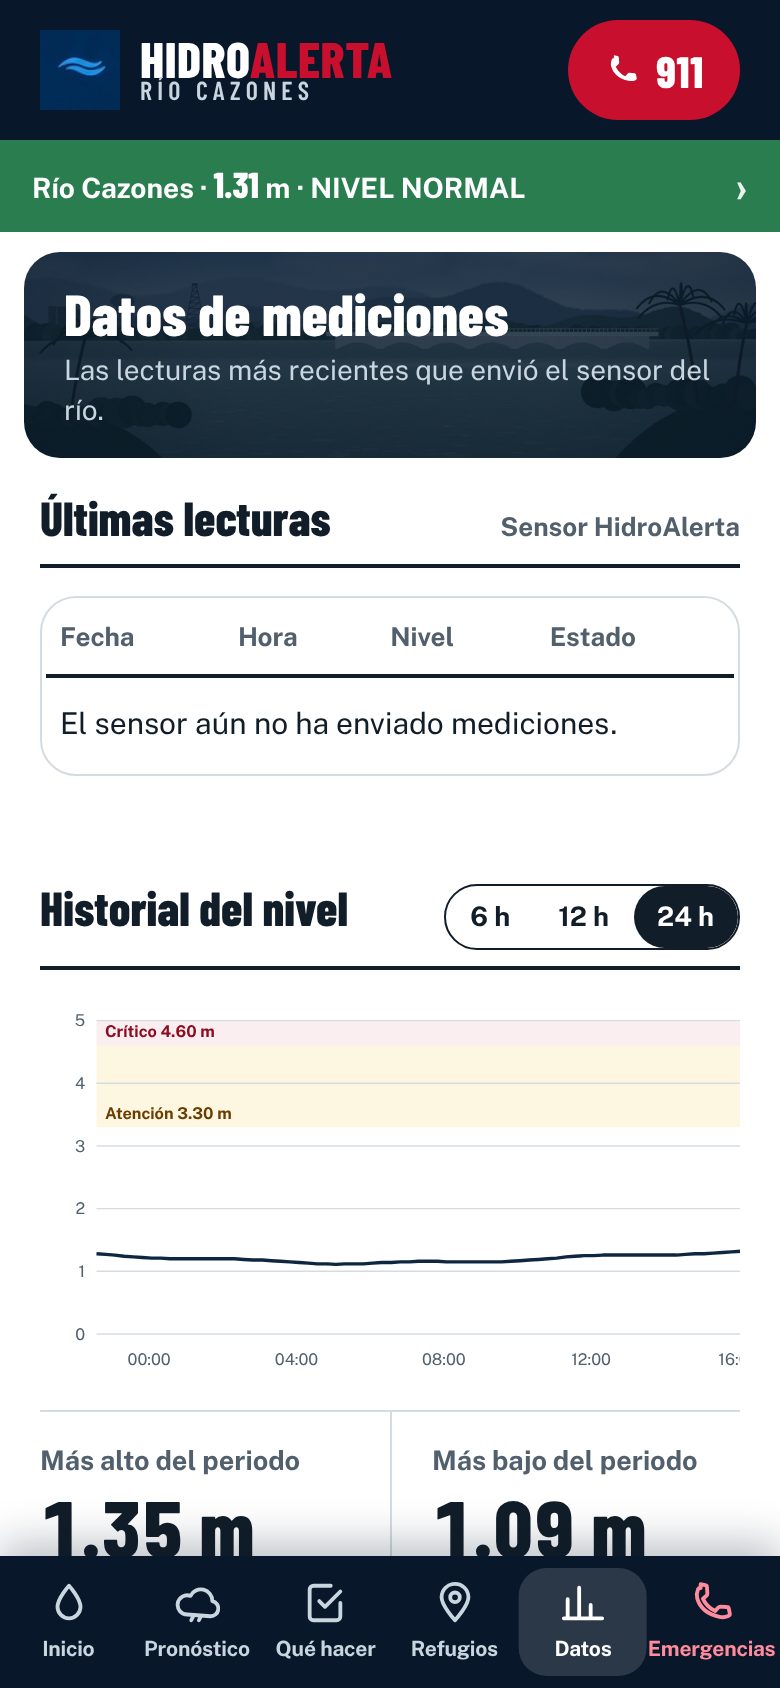 HIDROALERTA
RÍO CAZONES
911
Río Cazones · 1.31 m · NIVEL NORMAL
Datos de mediciones
Las lecturas más recientes que envió el sensor del
río.
Últimas lecturas
Sensor HidroAlerta
Fecha Hora Nivel Estado
El sensor aún no ha enviado mediciones.
Historial del nivel
6 h 12 h 24 h
5
Crítico 4.60 m
4
Atención 3.30 m
3
2
1
0
00:00 04:00 08:00 12:00 16:
Más alto del periodo Más bajo del periodo
1.35 m 1.09 m
Inicio Pronóstico Qué hacer Refugios Datos Emergencias